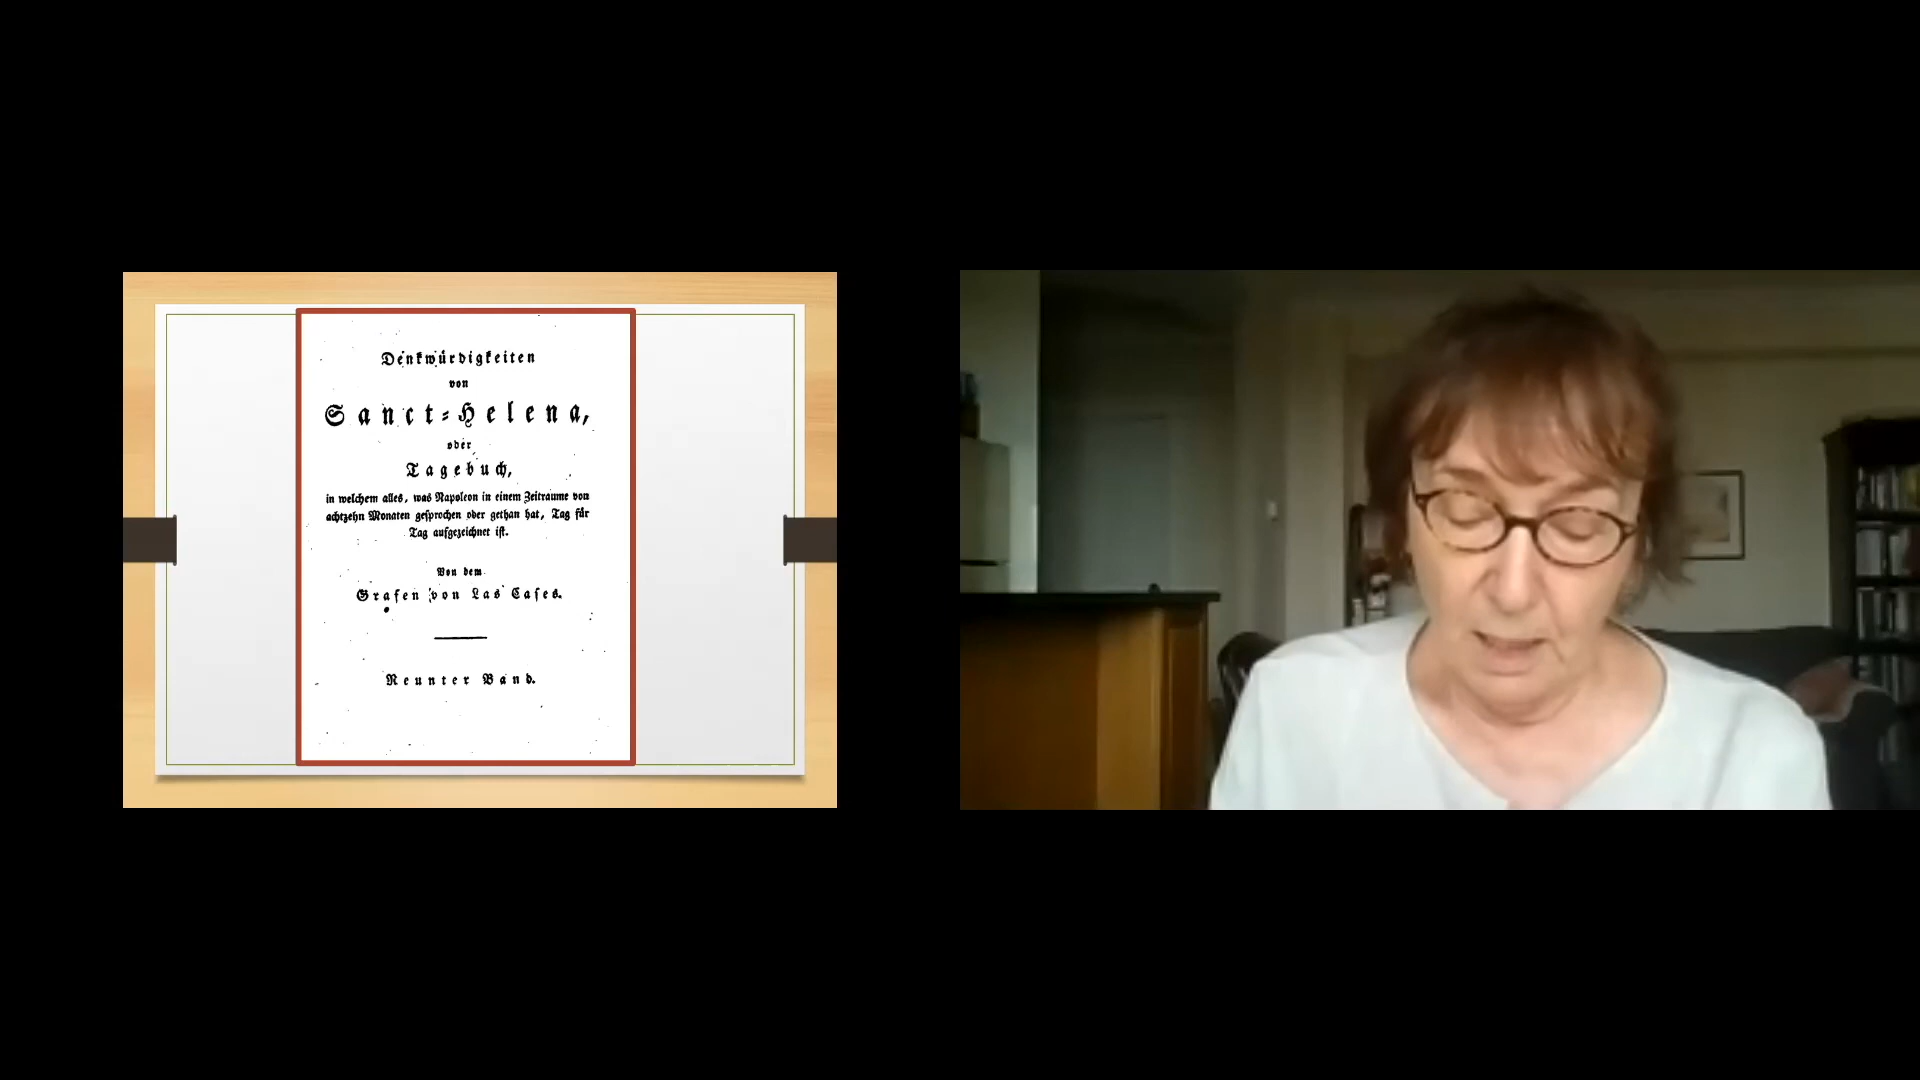 Denkwürdigkeiten
von
Sanct-Helena,
oder
Tagebuch,
in welchem alles, was Napoleon in einem Zeitraume von
achtzehn Monaten gesprochen oder gethan hat, Tag für
Tag aufgezeichnet ist.
Von dem
Grafen von Las Cases.
Neunter Band.